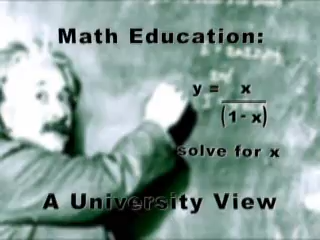 Math Education:
y = x
(1 - x)
solve for x
A University View